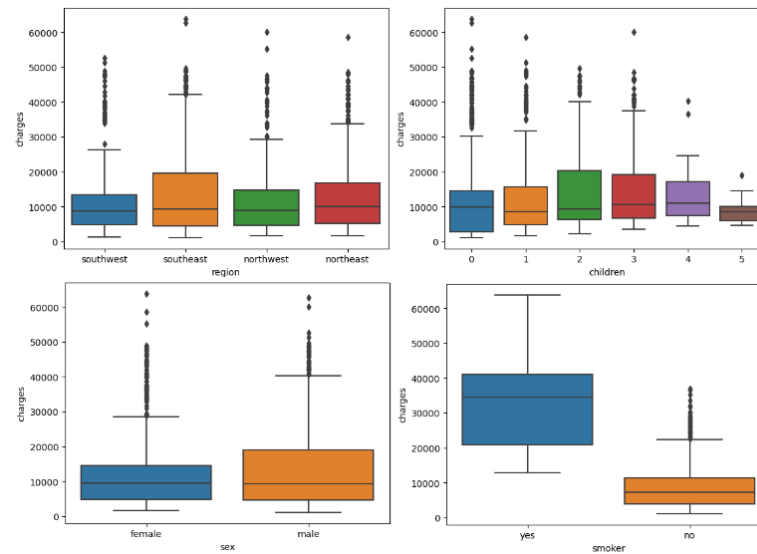 60000
50000
40000
30000
20000
10000
0
charges
southwest
southeast
northwest
northeast
region
60000
50000
40000
30000
20000
10000
0
charges
0
1
2
3
4
5
children
60000
50000
40000
30000
20000
10000
0
charges
female
male
sex
60000
50000
40000
30000
20000
10000
0
charges
yes
no
smoker